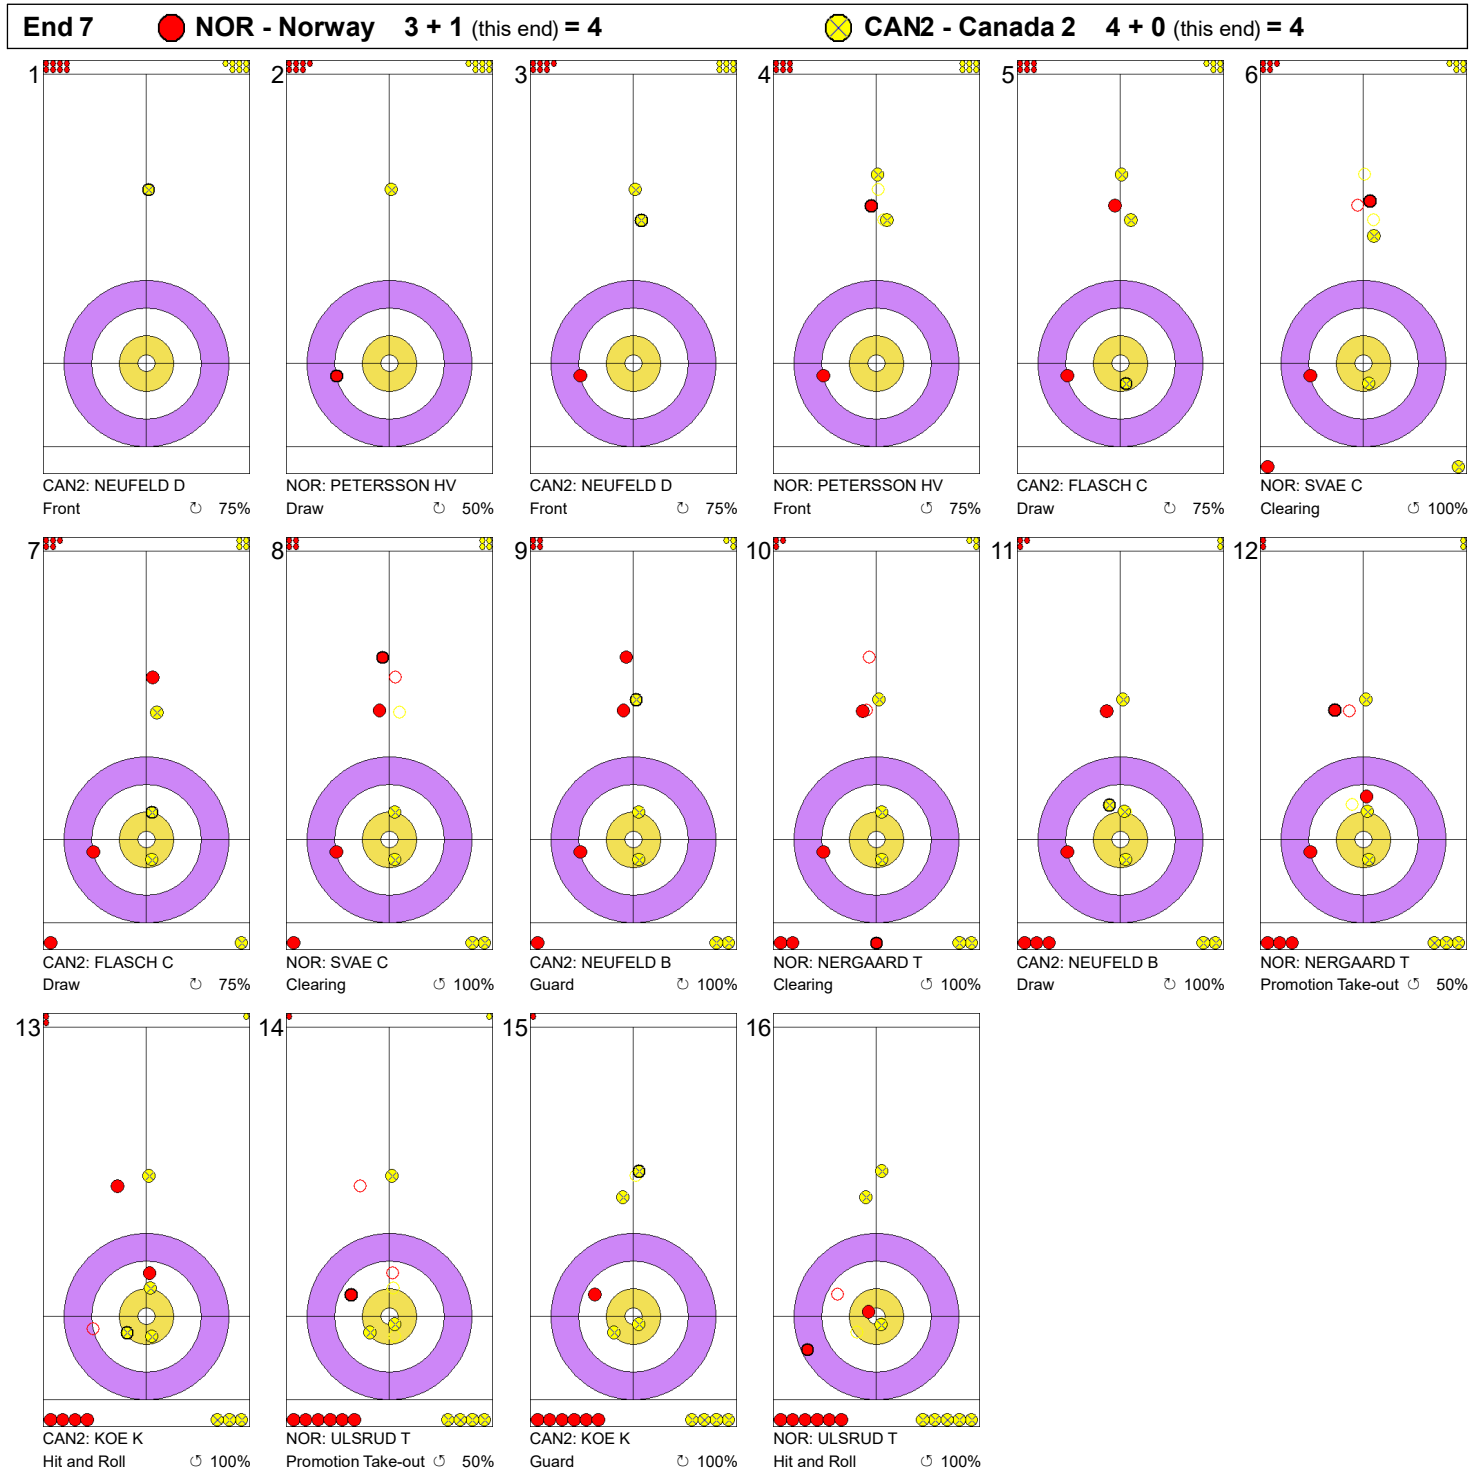 End 7 NOR - Norway 3 + 1 (this end) = 4 CAN2 - Canada 2 4 + 0 (this end) = 4
1 2 3 4 5 6
CAN2: NEUFELD D NOR: PETERSSON HV CAN2: NEUFELD D NOR: PETERSSON HV CAN2: FLASCH C NOR: SVAE C
Front ↻ 75% Draw ↻ 50% Front ↻ 75% Front ↺ 75% Draw ↻ 75% Clearing ↺ 100%
7 8 9 10 11 12
CAN2: FLASCH C NOR: SVAE C CAN2: NEUFELD B NOR: NERGAARD T CAN2: NEUFELD B NOR: NERGAARD T
Draw ↻ 75% Clearing ↺ 100% Guard ↻ 100% Clearing ↺ 100% Draw ↻ 100% Promotion Take-out ↺ 50%
13 14 15 16
CAN2: KOE K NOR: ULSRUD T CAN2: KOE K NOR: ULSRUD T
Hit and Roll ↺ 100% Promotion Take-out ↺ 50% Guard ↻ 100% Hit and Roll ↺ 100%